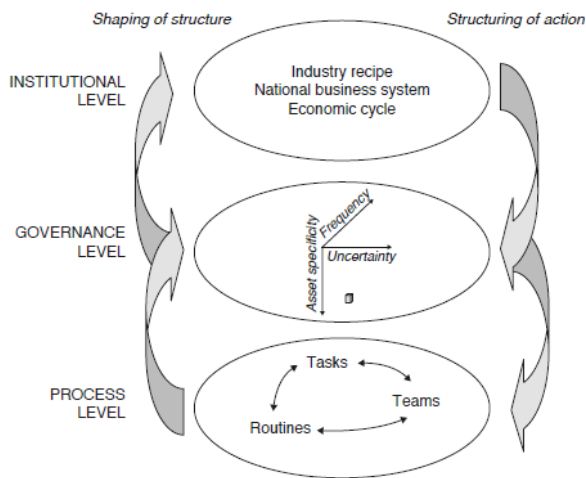 Shaping of structure
Structuring of action
INSTITUTIONAL
LEVEL
Industry recipe
National business system
Economic cycle
GOVERNANCE
LEVEL
Frequency
Uncertainty
Asset specificity
PROCESS
LEVEL
Tasks
Teams
Routines